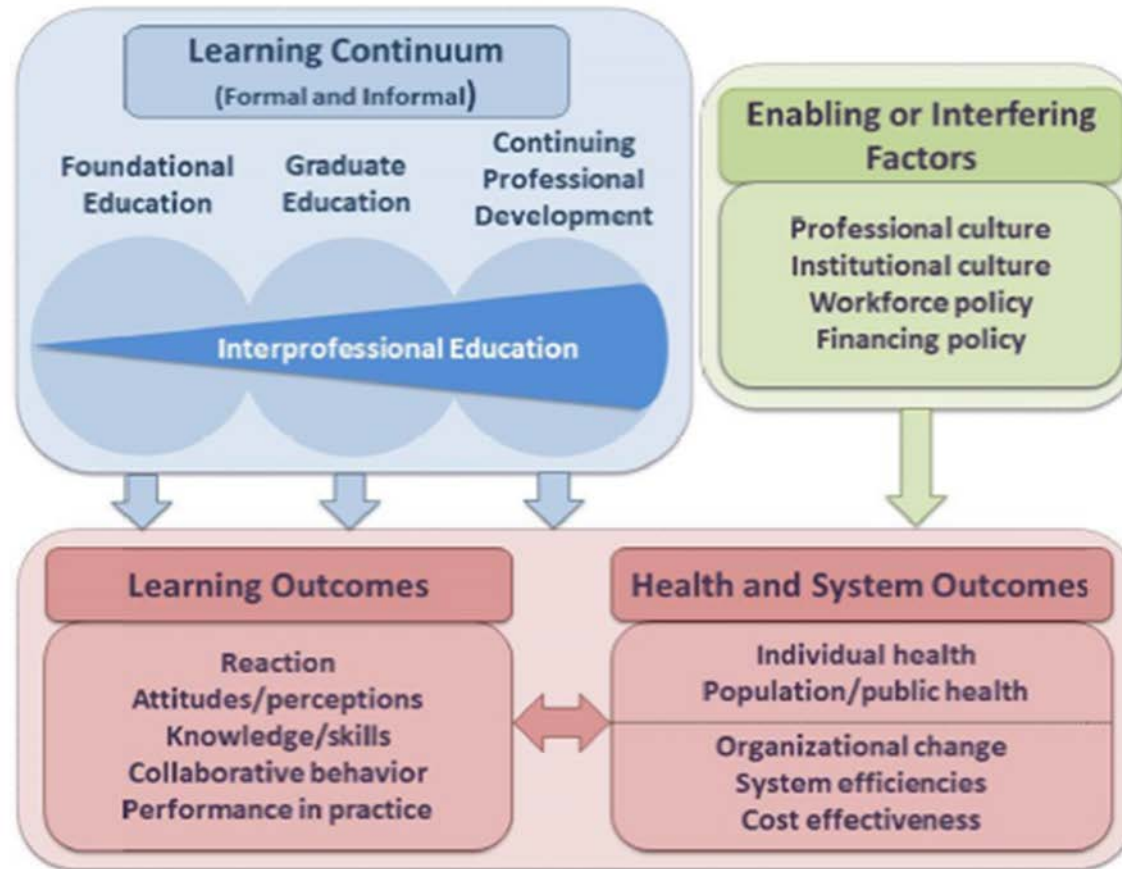 Learning Continuum
(Formal and Informal)
Foundational
Education
Graduate
Education
Continuing
Professional
Development
Interprofessional Education
Enabling or Interfering
Factors
Professional culture
Institutional culture
Workforce policy
Financing policy
Learning Outcomes
Reaction
Attitudes/perceptions
Knowledge/skills
Collaborative behavior
Performance in practice
Health and System Outcomes
Individual health
Population/public health
Organizational change
System efficiencies
Cost effectiveness